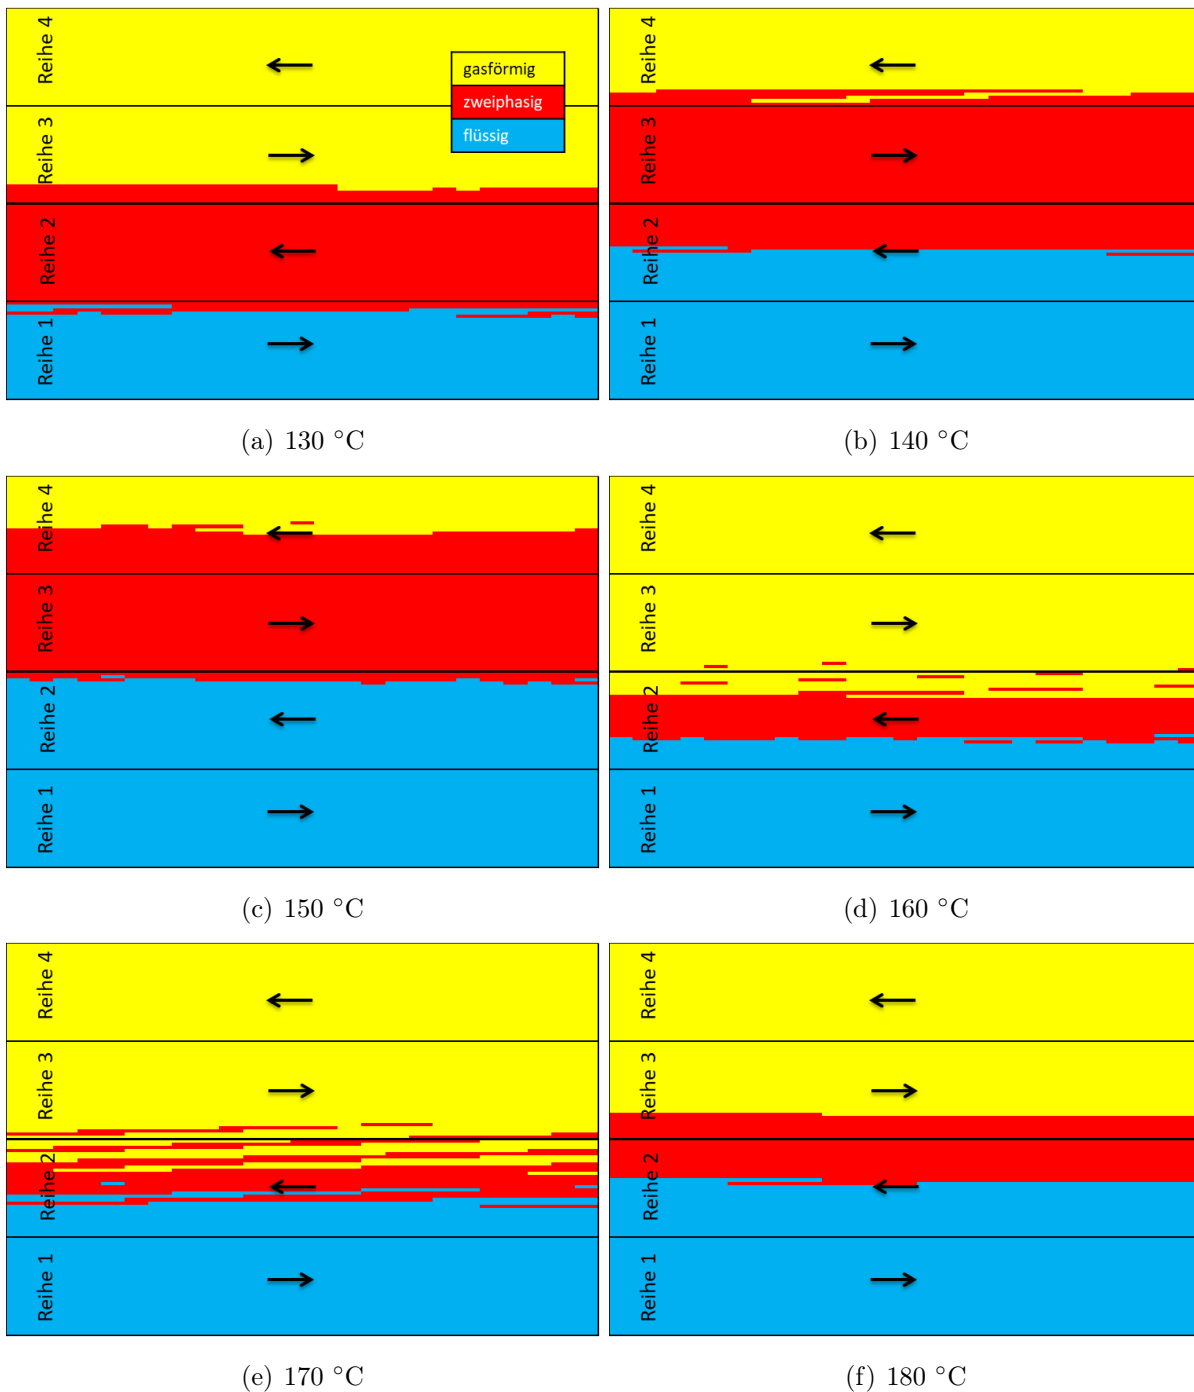 Reihe 4
Reihe 3
Reihe 2
Reihe 1
gasförmig
zweiphasig
flüssig
(a) 130 °C
Reihe 4
Reihe 3
Reihe 2
Reihe 1
(b) 140 °C
Reihe 4
Reihe 3
Reihe 2
Reihe 1
(c) 150 °C
Reihe 4
Reihe 3
Reihe 2
Reihe 1
(d) 160 °C
Reihe 4
Reihe 3
Reihe 2
Reihe 1
(e) 170 °C
Reihe 4
Reihe 3
Reihe 2
Reihe 1
(f) 180 °C